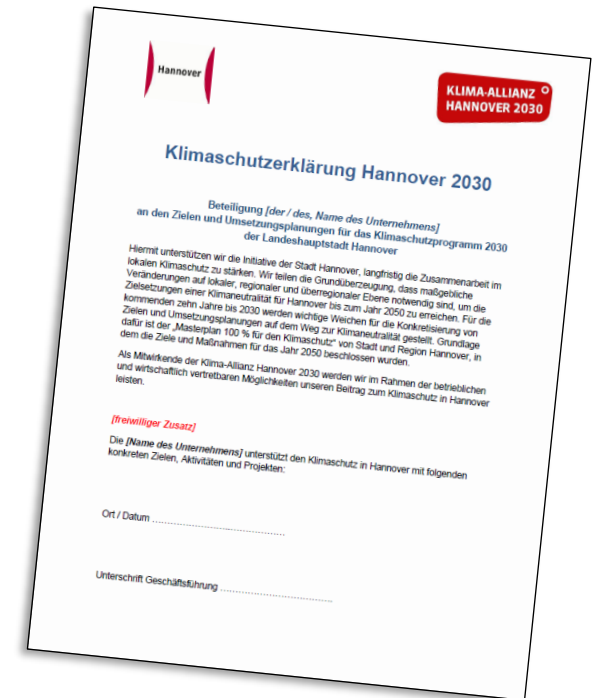 Hannover
KLIMA-ALLIANZ
HANNOVER 2030
Klimaschutzerklärung Hannover 2030
Beteiligung [der / des, Name des Unternehmens]
an den Zielen und Umsetzungsplanungen für das Klimaschutzprogramm 2030
der Landeshauptstadt Hannover
Hiermit unterstützen wir die Initiative der Stadt Hannover, langfristig die Zusammenarbeit im
lokalen Klimaschutz zu stärken. Wir teilen die Grundüberzeugung, dass maßgebliche
Veränderungen auf lokaler, regionaler und überregionaler Ebene notwendig sind, um die
Zielsetzungen einer Klimaneutralität für Hannover bis zum Jahr 2050 zu erreichen. Für die
kommenden zehn Jahre bis 2030 werden wichtige Weichen für die Konkretisierung von
Zielen und Umsetzungsplanungen auf dem Weg zur Klimaneutralität gestellt. Grundlage
dafür ist der „Masterplan 100 % für den Klimaschutz" von Stadt und Region Hannover, in
dem die Ziele und Maßnahmen für das Jahr 2050 beschlossen wurden.
Als Mitwirkende der Klima-Allianz Hannover 2030 werden wir im Rahmen der betrieblichen
und wirtschaftlich vertretbaren Möglichkeiten unseren Beitrag zum Klimaschutz in Hannover
leisten.
[freiwilliger Zusatz]
Die [Name des Unternehmens] unterstützt den Klimaschutz in Hannover mit folgenden
konkreten Zielen, Aktivitäten und Projekten:
Ort / Datum ……………………………………
Unterschrift Geschäftsführung ………………………………